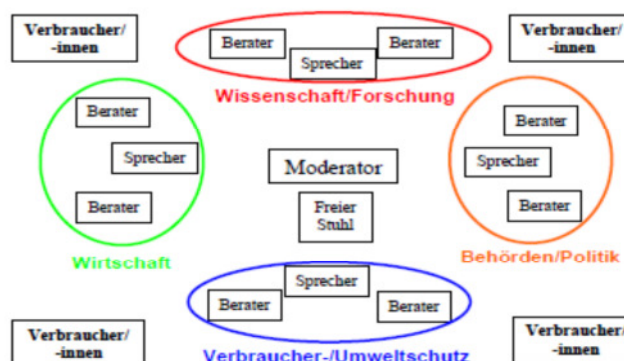 Verbraucher/
-innen
Berater
Berater
Verbraucher/
-innen
Sprecher
Wissenschaft/Forschung
Berater
Sprecher
Berater
Wirtschaft
Moderator
Freier
Stuhl
Berater
Sprecher
Berater
Behörden/Politik
Sprecher
Berater
Berater
Verbraucher-/Umweltschutz
Verbraucher/
-innen
Verbraucher/
-innen